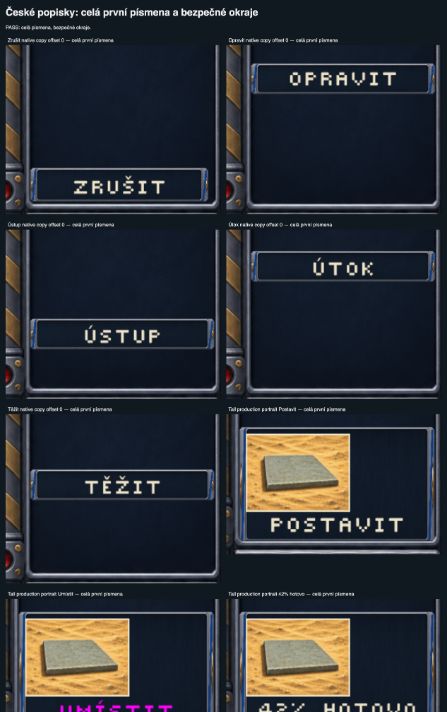 České popisky: celá první písmena a bezpečné okraje
PASS: celá písmena, bezpečné okraje.
Zrušit native copy offset 0 — celá první písmena
Opravit native copy offset 0 — celá první písmena
ZRUŠIT
OPRAVIT
Ústup native copy offset 0 — celá první písmena
Útok native copy offset 0 — celá první písmena
ÚSTUP
ÚTOK
Těžit native copy offset 0 — celá první písmena
Tall production portrait Postavit — celá první písmena
TĚŽIT
POSTAVIT
Tall production portrait Umístit — celá první písmena
Tall production portrait 42% hotovo — celá první písmena
UMÍSTIT
42% HOTOVO